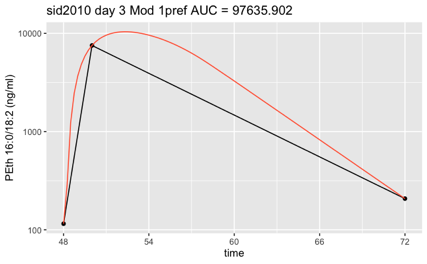 sid2010 day 3 Mod 1pref AUC = 97635.902
10000
1000
100
PEth 16:0/18:2 (ng/ml)
48 54 60 66 72
time